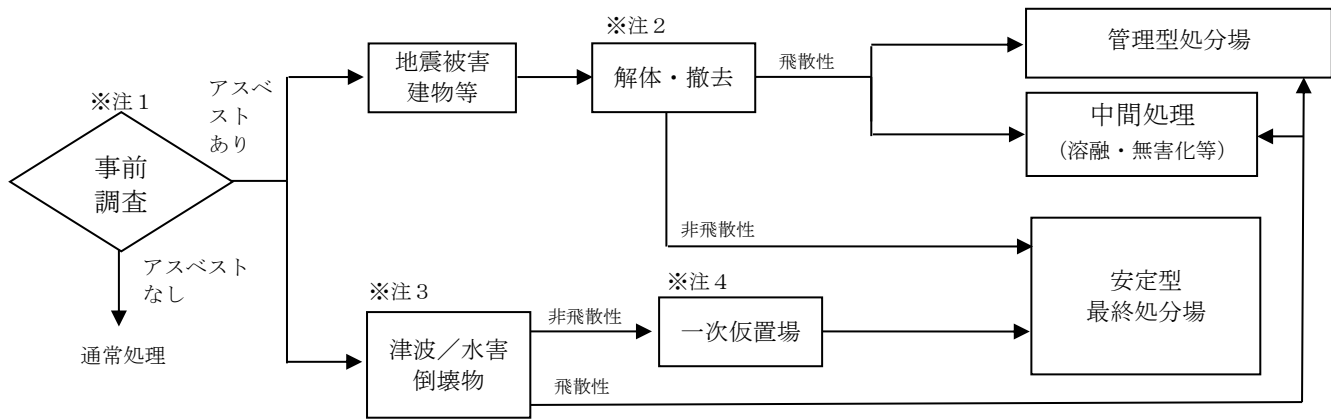 ※注１
事前
調査
アスベ
スト
あり
アスベスト
なし
通常処理
地震被害
建物等
※注２
解体・撤去
飛散性
管理型処分場
中間処理
（溶融・無害化等）
非飛散性
安定型
最終処分場
※注３
津波／水害
倒壊物
非飛散性
※注４
一次仮置場
飛散性